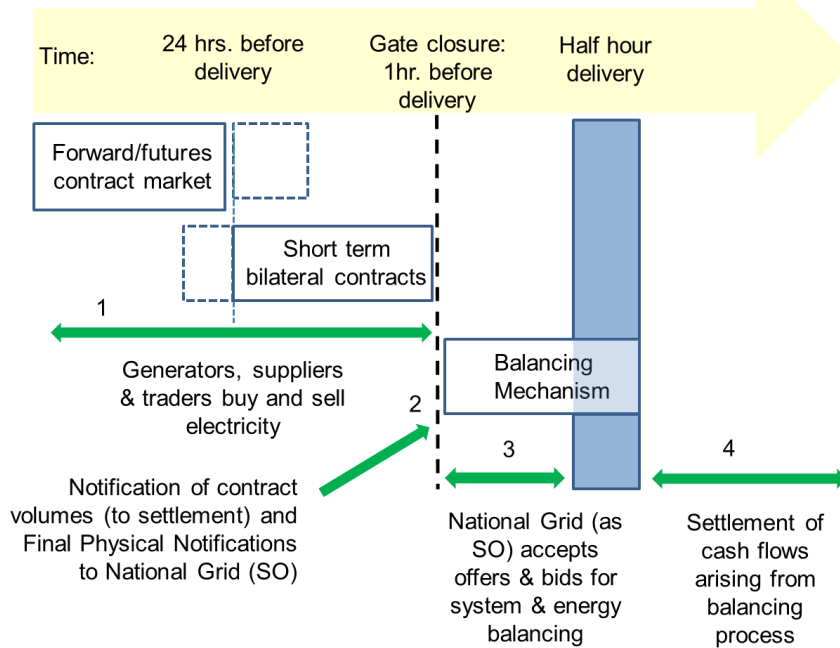 Time:
24 hrs. before
delivery
Gate closure:
1hr. before
delivery
Half hour
delivery
Forward/futures
contract market
Short term
bilateral contracts
1
Generators, suppliers
& traders buy and sell
electricity
Balancing
Mechanism
2
Notification of contract
volumes (to settlement) and
Final Physical Notifications
to National Grid (SO)
3
National Grid (as
SO) accepts
offers & bids for
system & energy
balancing
4
Settlement of
cash flows
arising from
balancing
process